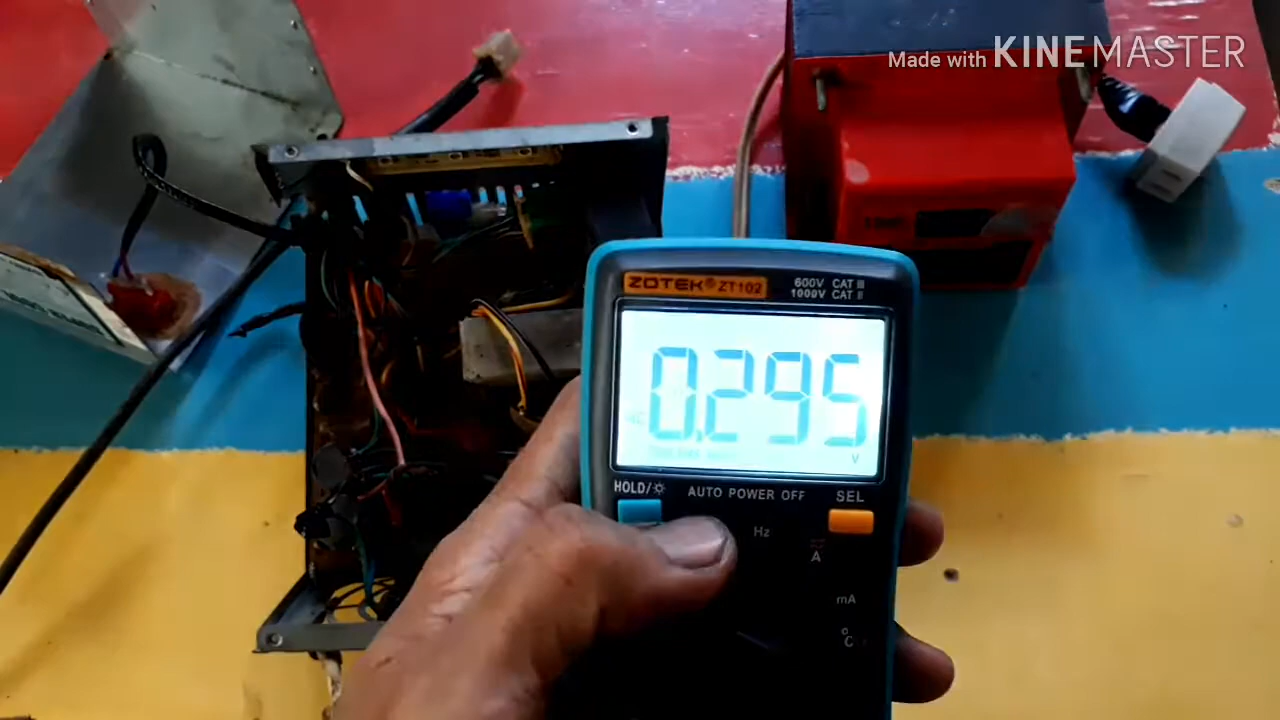 Made with KINEMASTER
ZOTEK® ZT102
600V CAT III
1000V CAT II
0.295
V
HOLD/
AUTO POWER OFF
SEL
Hz
A
mA
°C